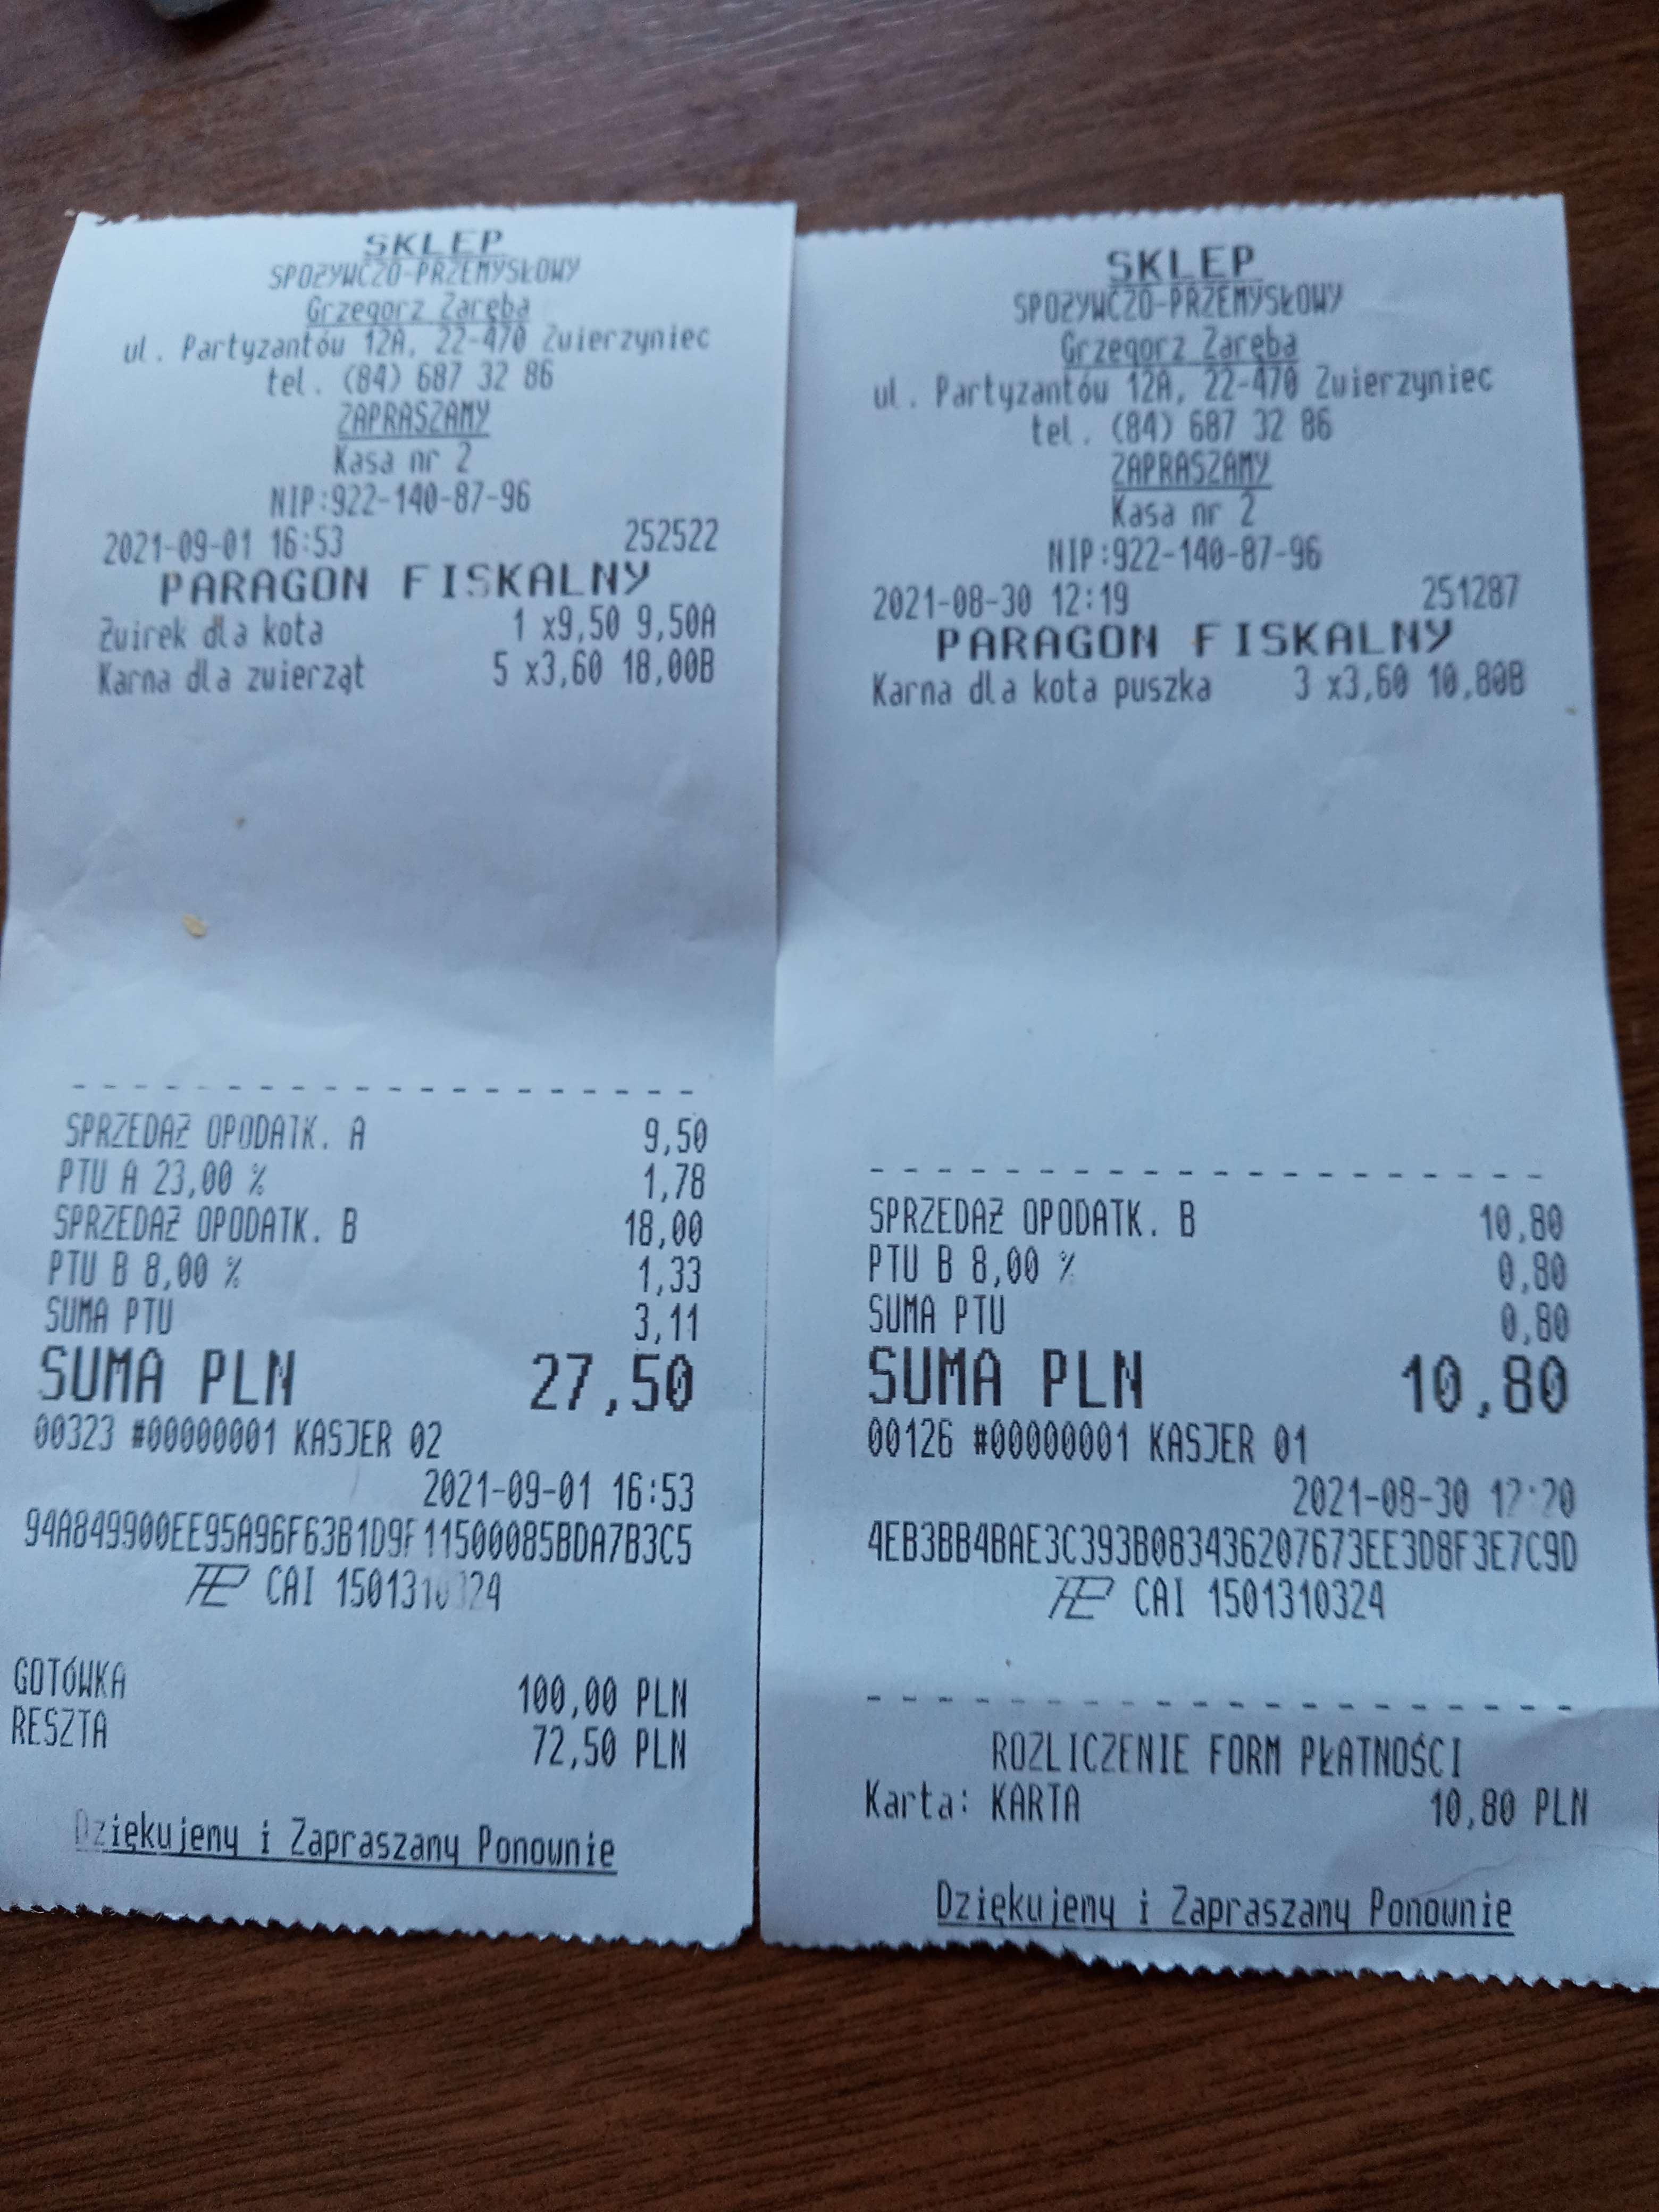 SKLEP
SPOŻYWCZO-PRZEMYSŁOWY
Grzegorz Zaręba
ul. Partyzantów 12A, 22-470 Zwierzyniec
tel. (84) 687 32 86
ZAPRASZAMY
Kasa nr 2
NIP:922-140-87-96
2021-09-01 16:53 252522
PARAGON FISKALNY
Żwirek dla kota 1 x9,50 9,50A
Karma dla zwierząt 5 x3,60 18,00B
SPRZEDAŻ OPODATK. A 9,50
PTU A 23,00 % 1,78
SPRZEDAŻ OPODATK. B 18,00
PTU B 8,00 % 1,33
SUMA PTU 3,11
SUMA PLN 27,50
00323 #00000001 KASJER 02
2021-09-01 16:53
94A849900EE95A96F63B1D9F11500085BDA7B3C5
CAI 1501310324
GOTÓWKA 100,00 PLN
RESZTA 72,50 PLN
Dziękujemy i Zapraszamy Ponownie
SKLEP
SPOŻYWCZO-PRZEMYSŁOWY
Grzegorz Zaręba
ul. Partyzantów 12A, 22-470 Zwierzyniec
tel. (84) 687 32 86
ZAPRASZAMY
Kasa nr 2
NIP:922-140-87-96
2021-08-30 12:19 251287
PARAGON FISKALNY
Karma dla kota puszka 3 x3,60 10,80B
SPRZEDAŻ OPODATK. B 10,80
PTU B 8,00 % 0,80
SUMA PTU 0,80
SUMA PLN 10,80
00126 #00000001 KASJER 01
2021-08-30 12:20
4EB3BB4BAE3C393B083436207673EE3D8F3E7C9D
CAI 1501310324
ROZLICZENIE FORM PŁATNOŚCI
Karta: KARTA 10,80 PLN
Dziękujemy i Zapraszamy Ponownie